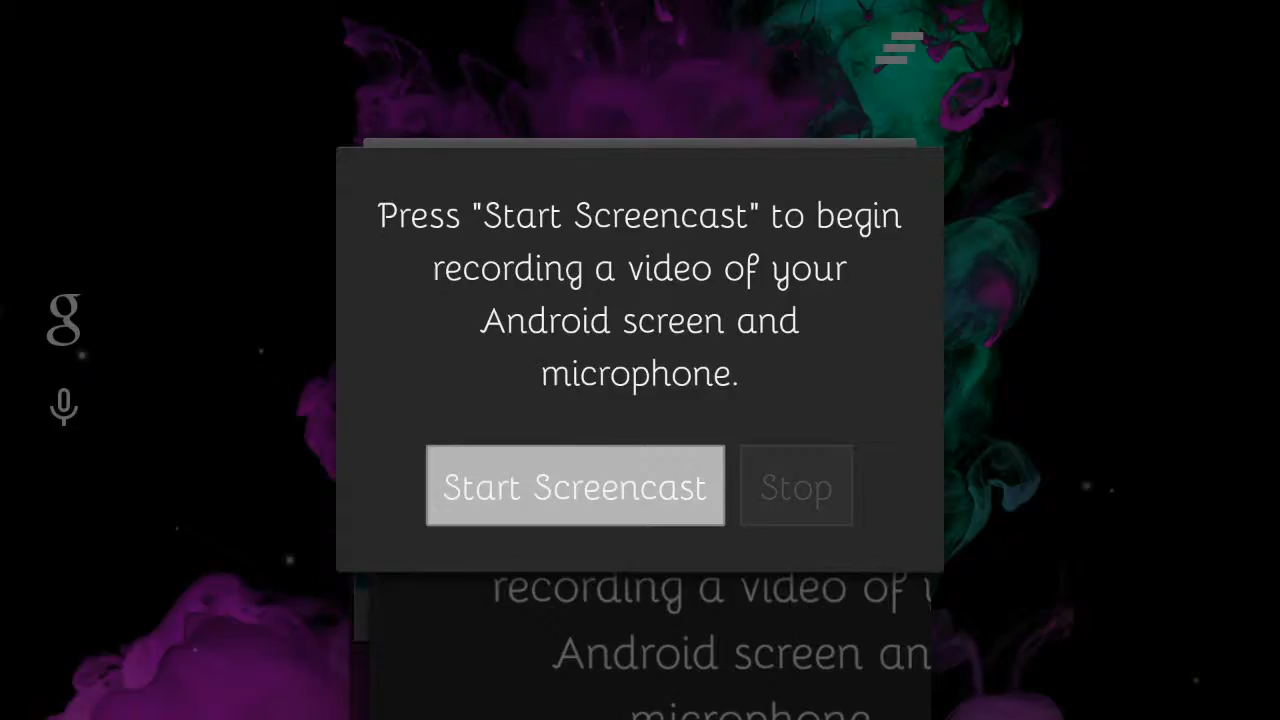 Press "Start Screencast" to begin
recording a video of your
Android screen and
microphone.
Start Screencast
Stop
g
recording a video of
Android screen an
microphone